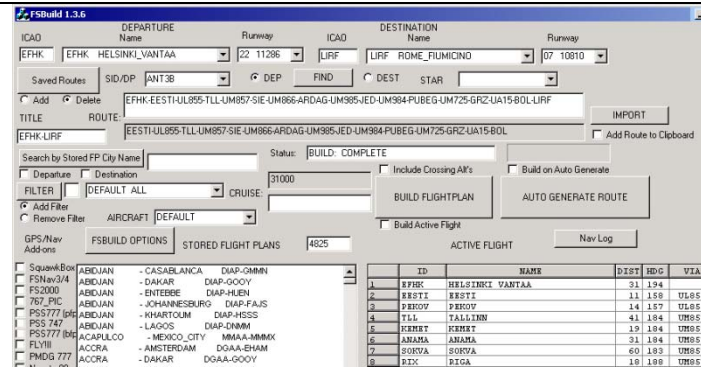 FSBuild 1.3.6
DEPARTURE
DESTINATION
ICAO Name Runway ICAO Name Runway
EFHK EFHK HELSINKI_VANTAA 22 11286 LIRF LIRF ROME_FIUMICINO 07 10810
Saved Routes SID/DP ANT3B DEP FIND DEST STAR
Add Delete EFHK-EESTI-UL855-TLL-UM857-SIE-UM866-ARDAG-UM985-JED-UM984-PUBEG-UM725-GRZ-UA15-BOL-LIRF
IMPORT
TITLE ROUTE:
EFHK-LIRF EESTI-UL855-TLL-UM857-SIE-UM866-ARDAG-UM985-JED-UM984-PUBEG-UM725-GRZ-UA15-BOL Add Route to Clipboard
Search by Stored FP City Name Status: BUILD: COMPLETE
Departure Destination Include Crossing Alt's Build on Auto Generate
FILTER DEFAULT ALL CRUISE: 31000 BUILD FLIGHTPLAN AUTO GENERATE ROUTE
Add Filter
Remove Filter AIRCRAFT DEFAULT Build Active Flight
GPS/Nav Add-ons FSBUILD OPTIONS STORED FLIGHT PLANS 4825 ACTIVE FLIGHT Nav Log
SquawkBox
FSNav3/4
FS2000
767_PIC
PSS777 (pfp
PSS 747
PSS777 (bfp
FLYIII
PMDG 777
ABIDJAN - CASABLANCA DIAP-GMMN
ABIDJAN - DAKAR DIAP-GOOY
ABIDJAN - ENTEBBE DIAP-HUEN
ABIDJAN - JOHANNESBURG DIAP-FAJS
ABIDJAN - KHARTOUM DIAP-HSSS
ABIDJAN - LAGOS DIAP-DNMM
ACAPULCO - MEXICO_CITY MMAA-MMMX
ACCRA - AMSTERDAM DGAA-EHAM
ACCRA - DAKAR DGAA-GOOY
ID NAME DIST HDG VIA
1 EFHK HELSINKI VANTAA 31 194
2 EESTI EESTI 11 158 UL85
3 PEKOV PEKOV 14 157 UL85
4 TLL TALLINN 41 184 UM85
5 KEMET KEMET 19 184 UM85
6 ANAMA ANAMA 31 184 UM85
7 SOKVA SOKVA 60 183 UM85
8 RIX RIGA 18 188 UM85